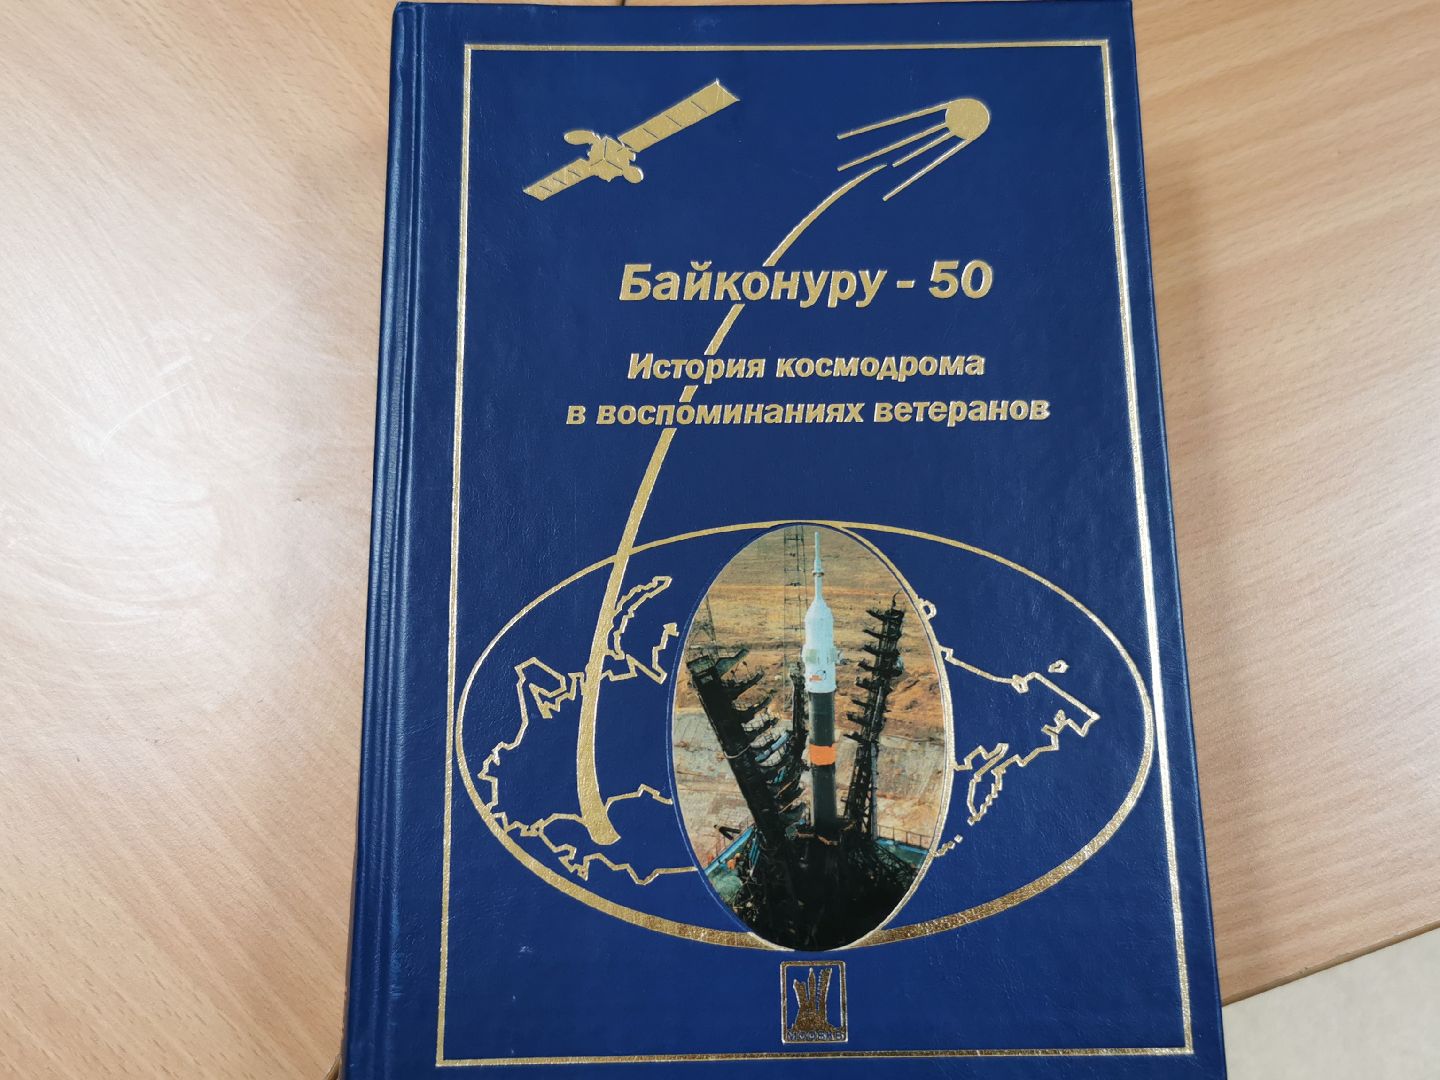 Байконуру - 50
История космодрома
в воспоминаниях ветеранов